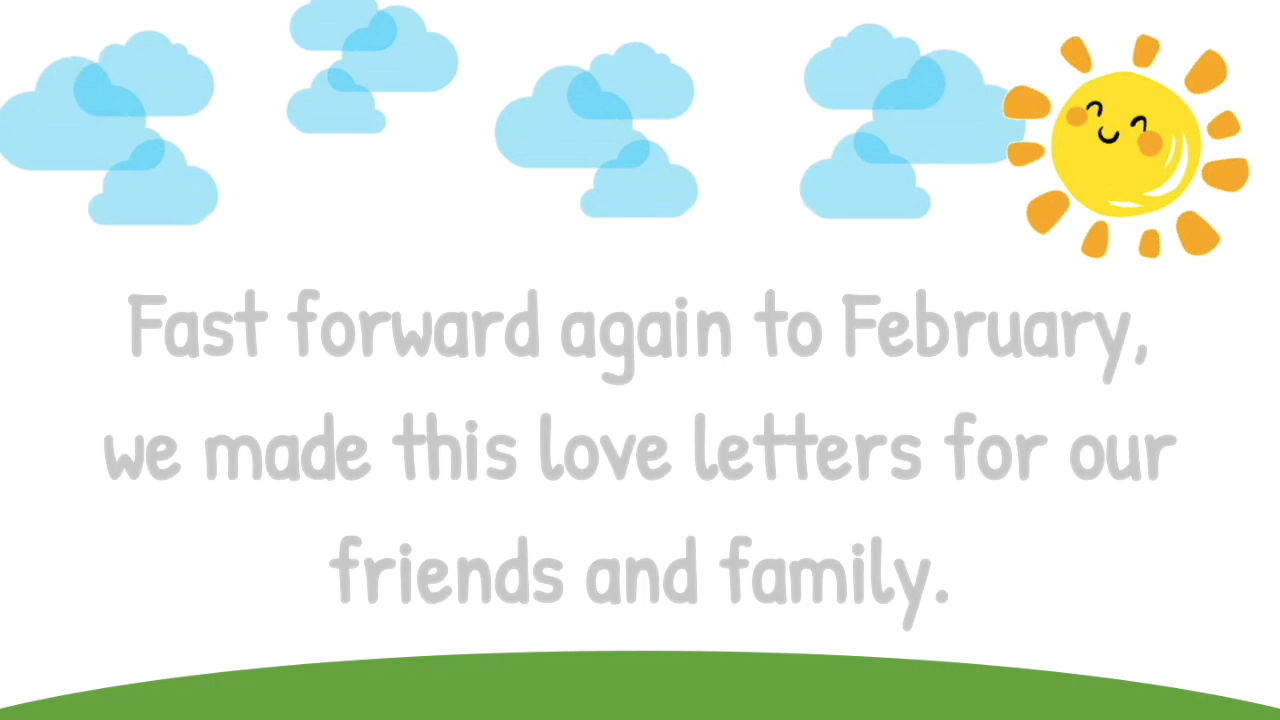 Fast forward again to February,
we made this love letters for our
friends and family.